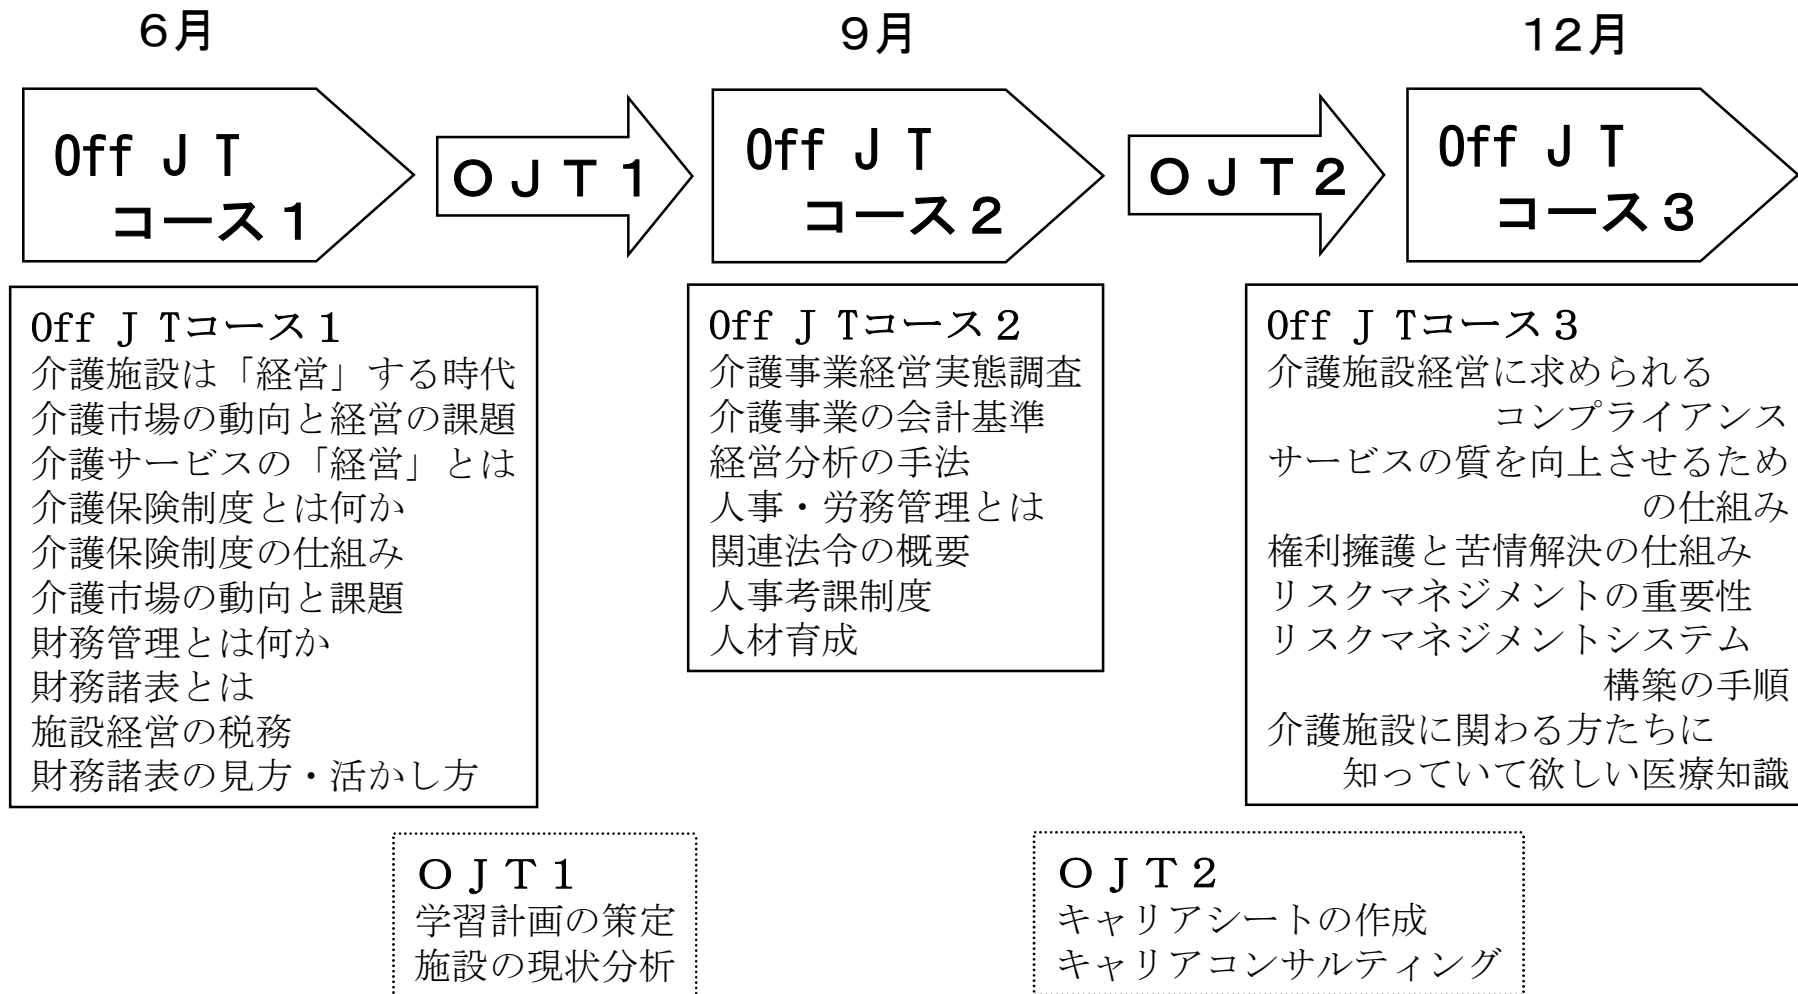 ６月
９月
１２月
Off ＪＴ
コース１
ＯＪＴ１
Off ＪＴ
コース２
ＯＪＴ２
Off ＪＴ
コース３
Off ＪＴコース１
介護施設は「経営」する時代
介護市場の動向と経営の課題
介護サービスの「経営」とは
介護保険制度とは何か
介護保険制度の仕組み
介護市場の動向と課題
財務管理とは何か
財務諸表とは
施設経営の税務
財務諸表の見方・活かし方
Off ＪＴコース２
介護事業経営実態調査
介護事業の会計基準
経営分析の手法
人事・労務管理とは
関連法令の概要
人事考課制度
人材育成
Off ＪＴコース３
介護施設経営に求められる
コンプライアンス
サービスの質を向上させるため
の仕組み
権利擁護と苦情解決の仕組み
リスクマネジメントの重要性
リスクマネジメントシステム
構築の手順
介護施設に関わる方たちに
知っていて欲しい医療知識
ＯＪＴ１
学習計画の策定
施設の現状分析
ＯＪＴ２
キャリアシートの作成
キャリアコンサルティング